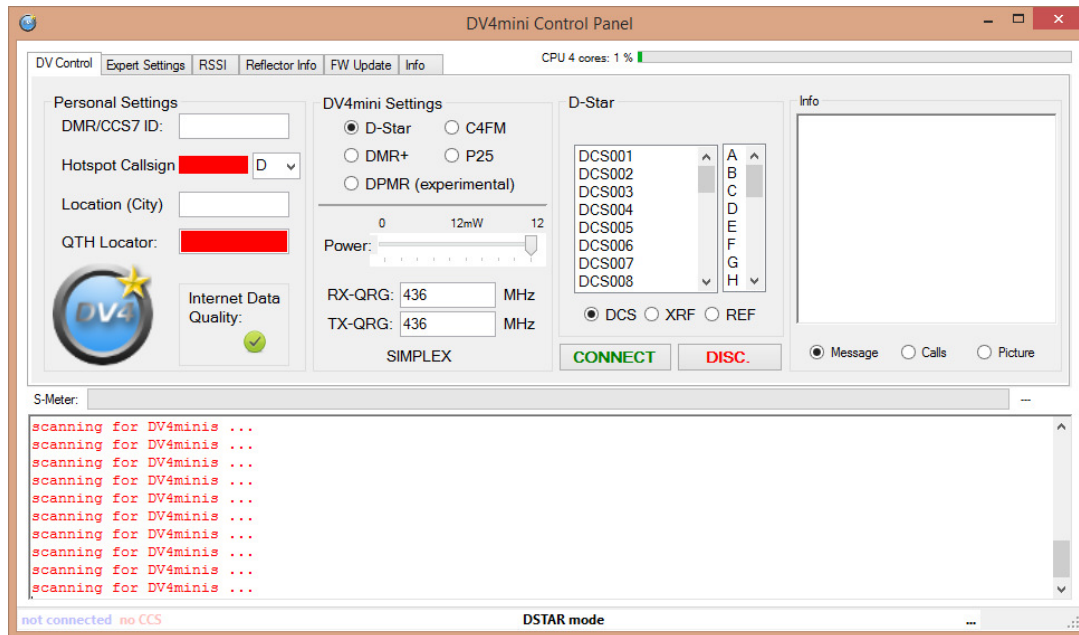 DV4mini Control Panel
DV Control Expert Settings RSSI Reflector Info FW Update Info
CPU 4 cores: 1 %
Personal Settings
DMR/CCS7 ID:
Hotspot Callsign D
Location (City)
QTH Locator:
DV4
Internet Data
Quality:
DV4mini Settings
D-Star C4FM
DMR+ P25
DPMR (experimental)
0 12mW 12
Power:
RX-QRG: 436 MHz
TX-QRG: 436 MHz
SIMPLEX
D-Star
DCS001 A
DCS002 B
DCS003 C
DCS004 D
DCS005 E
DCS006 F
DCS007 G
DCS008 H
DCS XRF REF
CONNECT DISC.
Info
Message Calls Picture
S-Meter: ---
scanning for DV4minis ...
scanning for DV4minis ...
scanning for DV4minis ...
scanning for DV4minis ...
scanning for DV4minis ...
scanning for DV4minis ...
scanning for DV4minis ...
scanning for DV4minis ...
scanning for DV4minis ...
scanning for DV4minis ...
not connected no CCS DSTAR mode ...